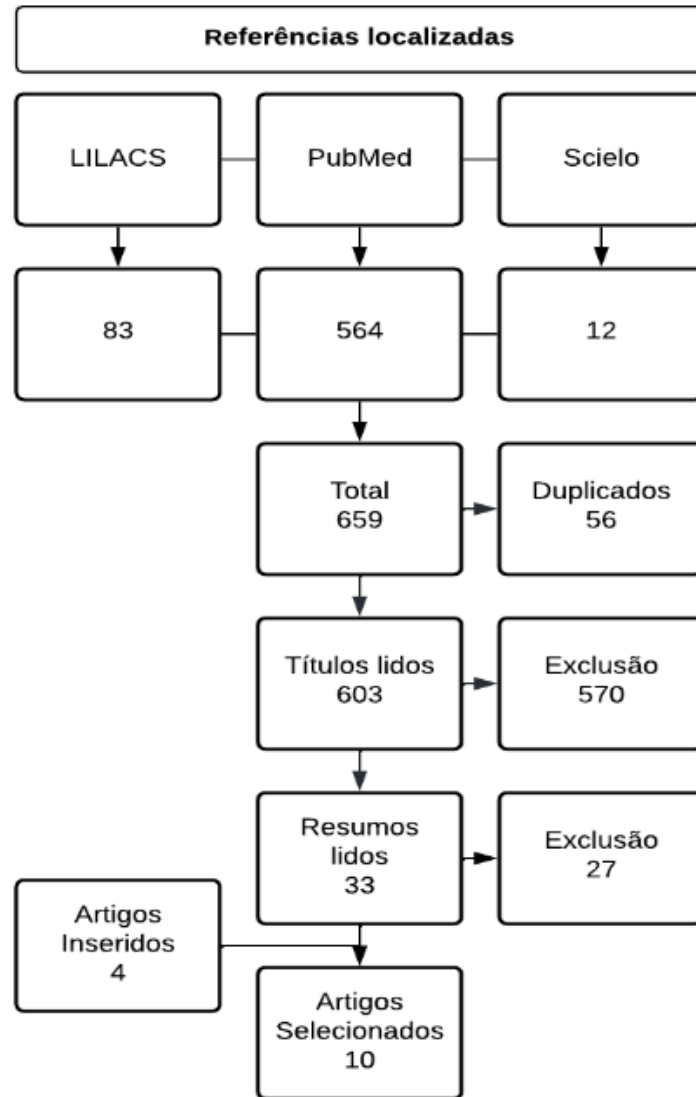 Referências localizadas
LILACS
PubMed
Scielo
83
564
12
Total
659
Duplicados
56
Títulos lidos
603
Exclusão
570
Resumos
lidos
33
Exclusão
27
Artigos
Inseridos
4
Artigos
Selecionados
10